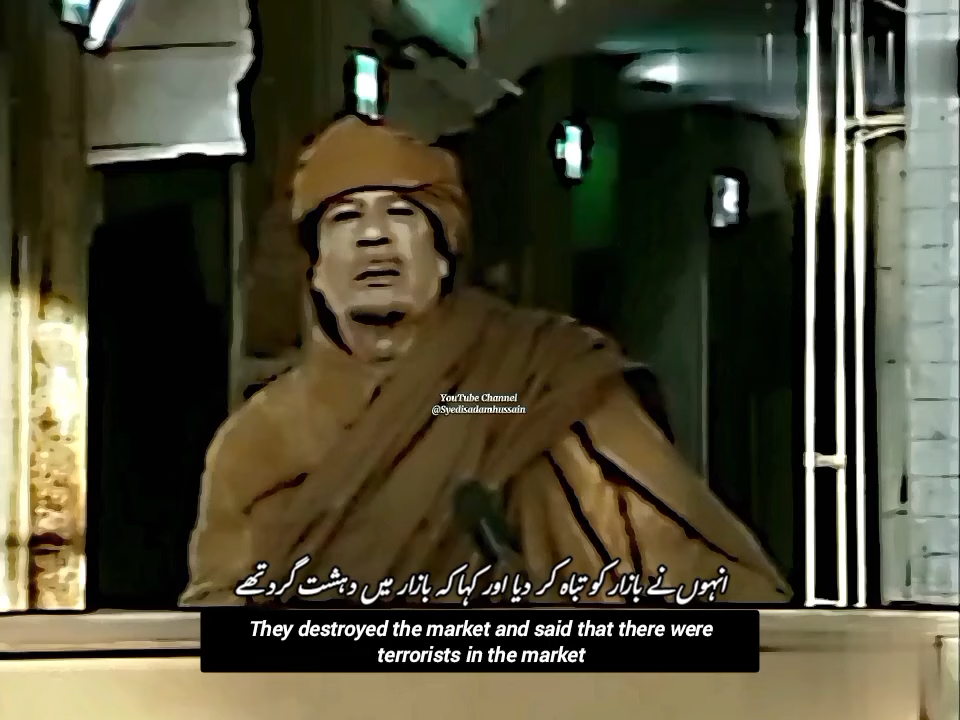 YouTube Channel
@Syedisadamhussain
انہوں نے بازار کو تباہ کر دیا اور کہا کہ بازار میں دہشت گرد تھے
They destroyed the market and said that there were
terrorists in the market